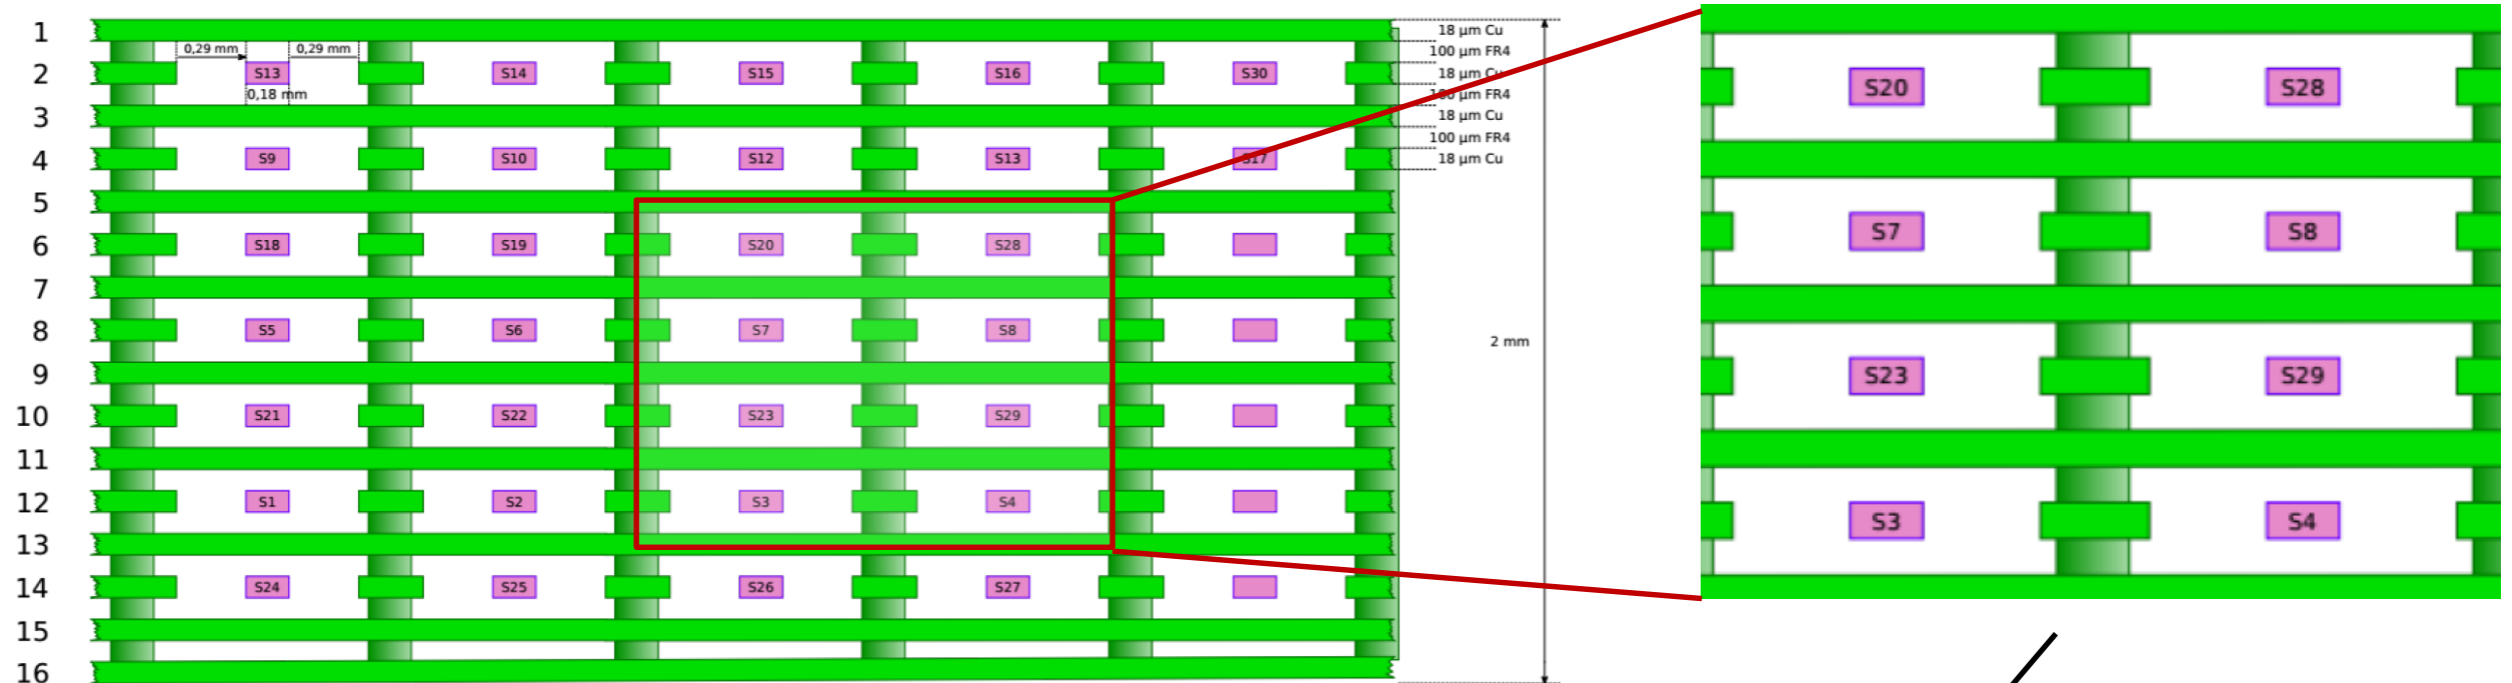 1
18 µm Cu
0,29 mm 0,29 mm
100 µm FR4
2 S13 S14 S15 S16 S30 18 µm Cu
0,18 mm 100 µm FR4
3 18 µm Cu
100 µm FR4
4 S9 S10 S12 S13 S17 18 µm Cu
5
6 S18 S19 S20 S28
7
8 S5 S6 S7 S8
2 mm
9
10 S21 S22 S23 S29
11
12 S1 S2 S3 S4
13
14 S24 S25 S26 S27
15
16
S20 S28
S7 S8
S23 S29
S3 S4